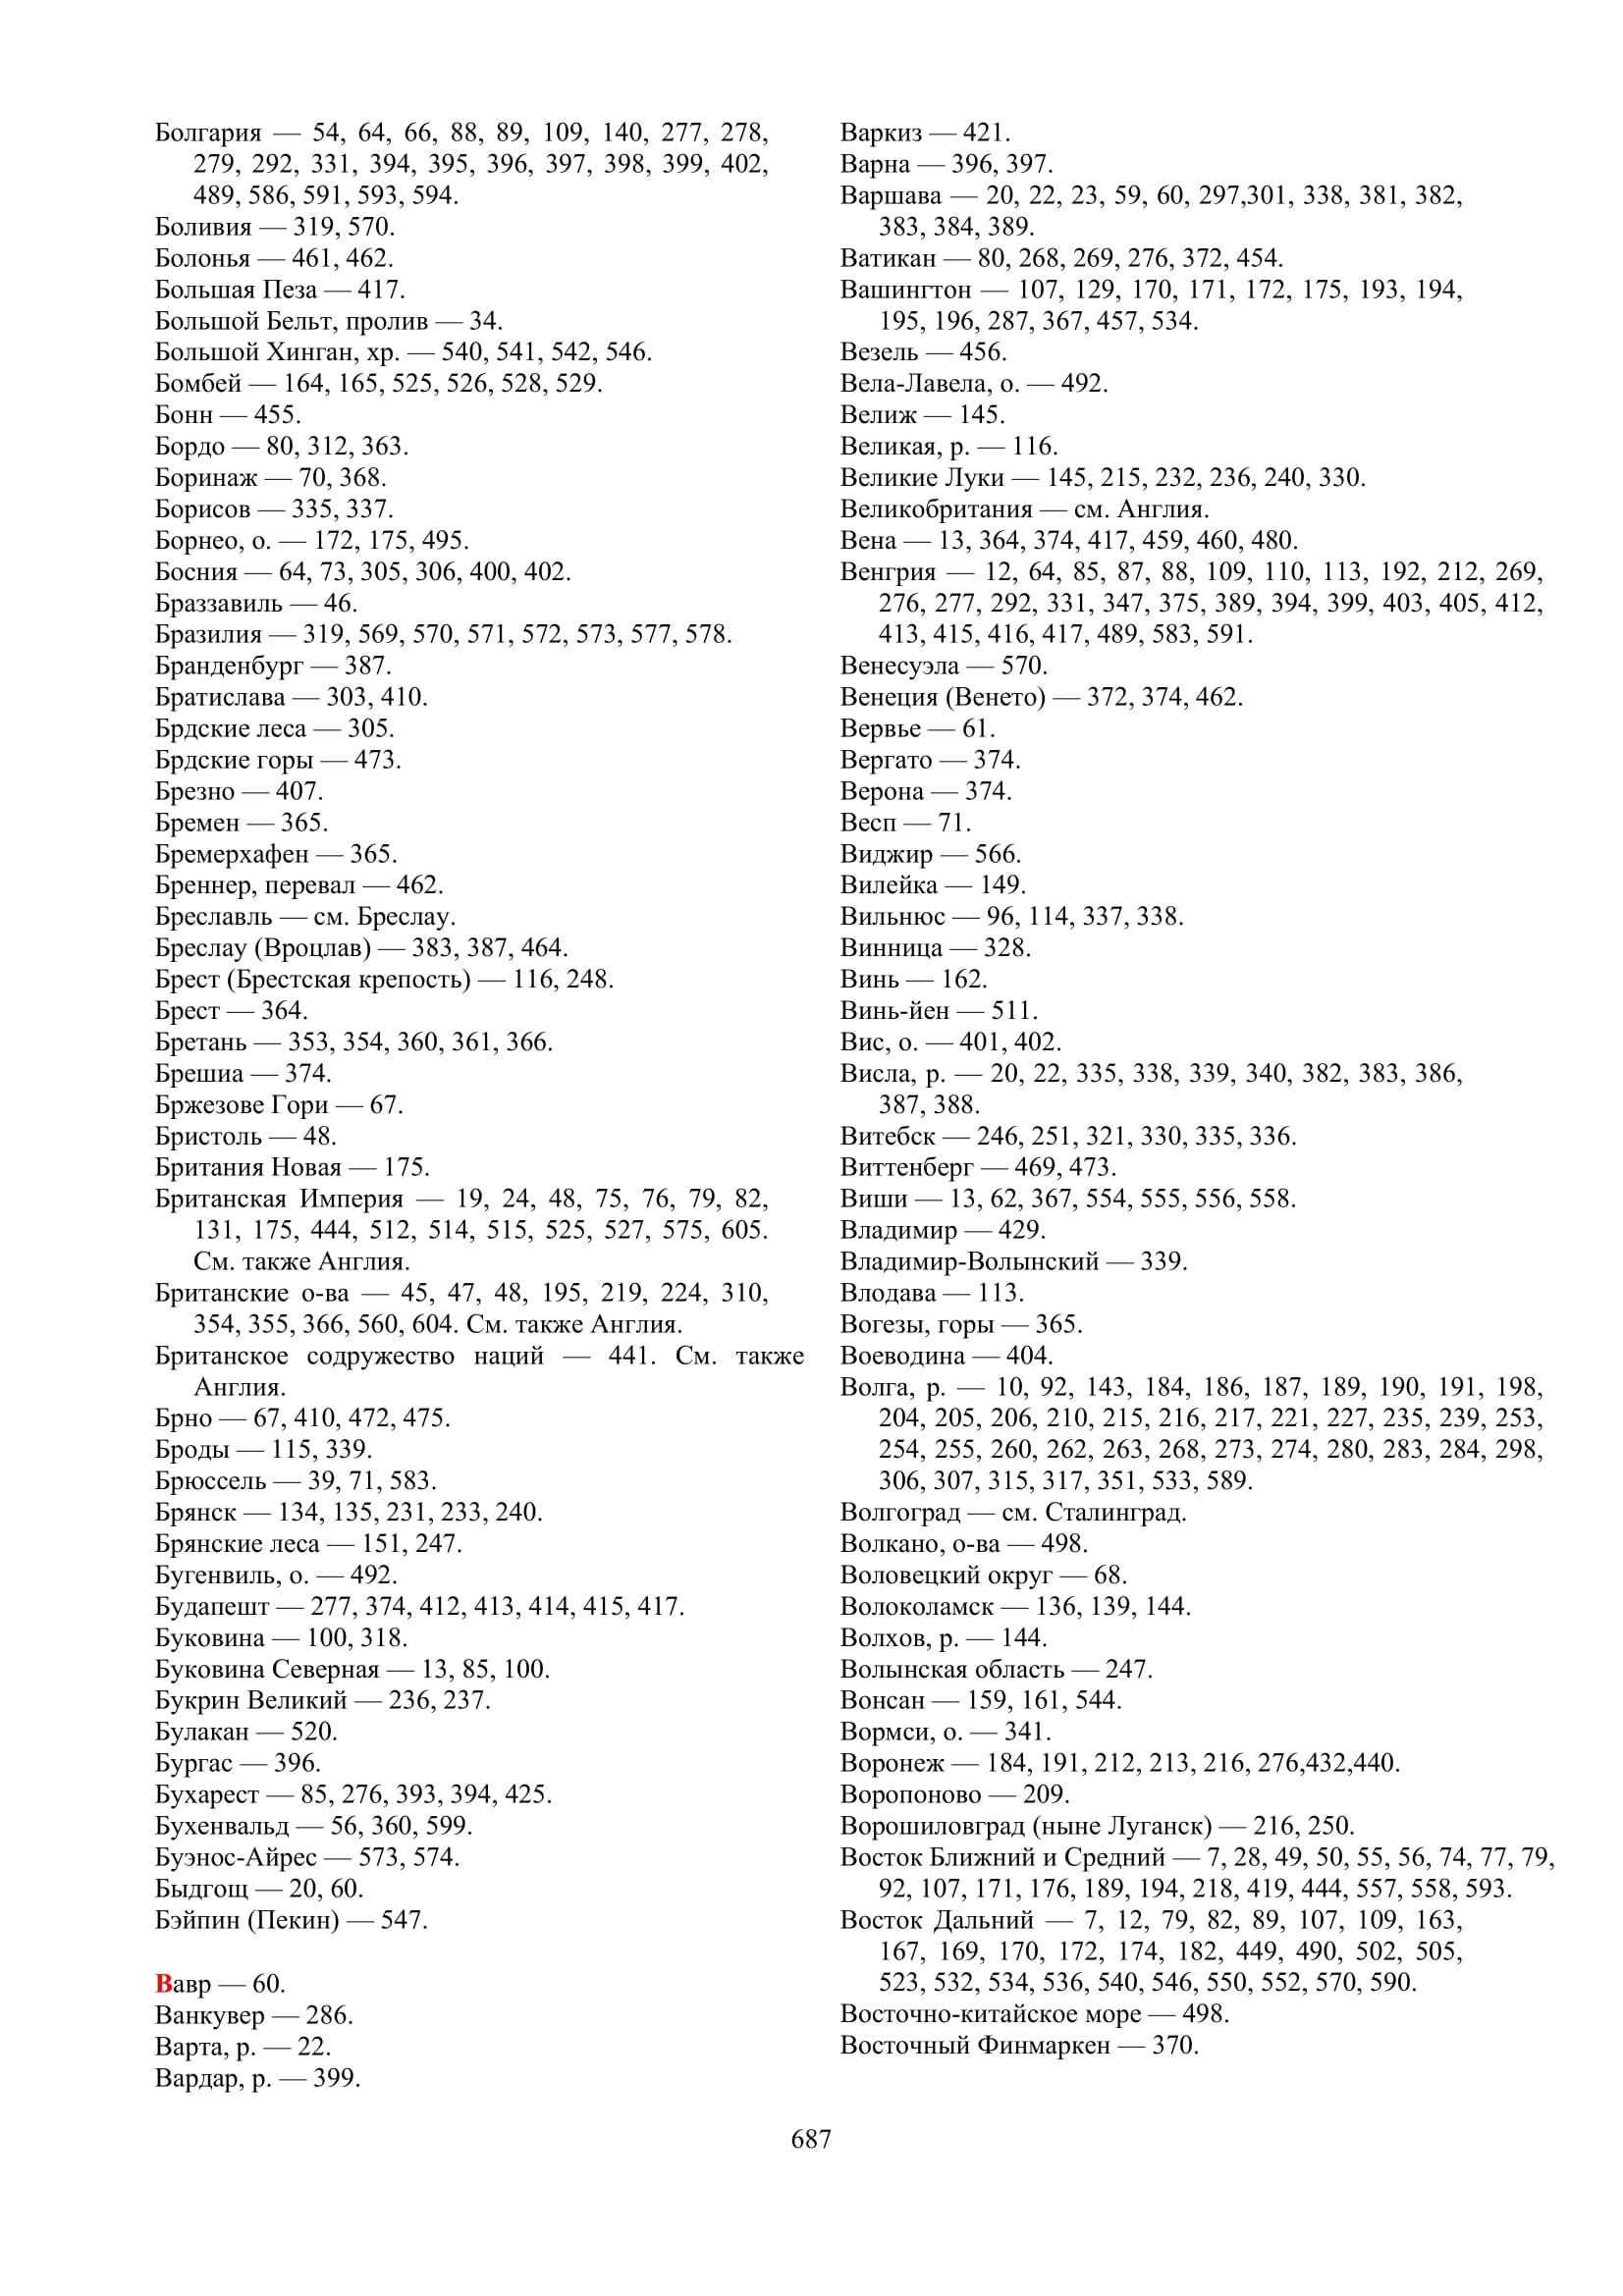 Болгария — 54, 64, 66, 88, 89, 109, 140, 277, 278,
279, 292, 331, 394, 395, 396, 397, 398, 399, 402,
489, 586, 591, 593, 594.
Боливия — 319, 570.
Болонья — 461, 462.
Большая Пеза — 417.
Большой Бельт, пролив — 34.
Большой Хинган, хр. — 540, 541, 542, 546.
Бомбей — 164, 165, 525, 526, 528, 529.
Бонн — 455.
Бордо — 80, 312, 363.
Боринаж — 70, 368.
Борисов — 335, 337.
Борнео, о. — 172, 175, 495.
Босния — 64, 73, 305, 306, 400, 402.
Браззавиль — 46.
Бразилия — 319, 569, 570, 571, 572, 573, 577, 578.
Бранденбург — 387.
Братислава — 303, 410.
Брдские леса — 305.
Брдские горы — 473.
Брезно — 407.
Бремен — 365.
Бремерхафен — 365.
Бреннер, перевал — 462.
Бреславль — см. Бреслау.
Бреслау (Вроцлав) — 383, 387, 464.
Брест (Брестская крепость) — 116, 248.
Брест — 364.
Бретань — 353, 354, 360, 361, 366.
Брешиа — 374.
Бржезове Гори — 67.
Бристоль — 48.
Британия Новая — 175.
Британская Империя — 19, 24, 48, 75, 76, 79, 82,
131, 175, 444, 512, 514, 515, 525, 527, 575, 605.
См. также Англия.
Британские о-ва — 45, 47, 48, 195, 219, 224, 310,
354, 355, 366, 560, 604. См. также Англия.
Британское содружество наций — 441. См. также
Англия.
Брно — 67, 410, 472, 475.
Броды — 115, 339.
Брюссель — 39, 71, 583.
Брянск — 134, 135, 231, 233, 240.
Брянские леса — 151, 247.
Бугенвиль, о. — 492.
Будапешт — 277, 374, 412, 413, 414, 415, 417.
Буковина — 100, 318.
Буковина Северная — 13, 85, 100.
Букрин Великий — 236, 237.
Булакан — 520.
Бургас — 396.
Бухарест — 85, 276, 393, 394, 425.
Бухенвальд — 56, 360, 599.
Буэнос-Айрес — 573, 574.
Быдгощ — 20, 60.
Бэйпин (Пекин) — 547.
Вавр — 60.
Ванкувер — 286.
Варта, р. — 22.
Вардар, р. — 399.
Варкиз — 421.
Варна — 396, 397.
Варшава — 20, 22, 23, 59, 60, 297,301, 338, 381, 382,
383, 384, 389.
Ватикан — 80, 268, 269, 276, 372, 454.
Вашингтон — 107, 129, 170, 171, 172, 175, 193, 194,
195, 196, 287, 367, 457, 534.
Везель — 456.
Вела-Лавела, о. — 492.
Велиж — 145.
Великая, р. — 116.
Великие Луки — 145, 215, 232, 236, 240, 330.
Великобритания — см. Англия.
Вена — 13, 364, 374, 417, 459, 460, 480.
Венгрия — 12, 64, 85, 87, 88, 109, 110, 113, 192, 212, 269,
276, 277, 292, 331, 347, 375, 389, 394, 399, 403, 405, 412,
413, 415, 416, 417, 489, 583, 591.
Венесуэла — 570.
Венеция (Венето) — 372, 374, 462.
Вервье — 61.
Вергато — 374.
Верона — 374.
Весп — 71.
Виджир — 566.
Вилейка — 149.
Вильнюс — 96, 114, 337, 338.
Винница — 328.
Винь — 162.
Винь-йен — 511.
Вис, о. — 401, 402.
Висла, р. — 20, 22, 335, 338, 339, 340, 382, 383, 386,
387, 388.
Витебск — 246, 251, 321, 330, 335, 336.
Виттенберг — 469, 473.
Виши — 13, 62, 367, 554, 555, 556, 558.
Владимир — 429.
Владимир-Волынский — 339.
Влодава — 113.
Вогезы, горы — 365.
Воеводина — 404.
Волга, р. — 10, 92, 143, 184, 186, 187, 189, 190, 191, 198,
204, 205, 206, 210, 215, 216, 217, 221, 227, 235, 239, 253,
254, 255, 260, 262, 263, 268, 273, 274, 280, 283, 284, 298,
306, 307, 315, 317, 351, 533, 589.
Волгоград — см. Сталинград.
Волкано, о-ва — 498.
Воловецкий округ — 68.
Волоколамск — 136, 139, 144.
Волхов, р. — 144.
Волынская область — 247.
Вонсан — 159, 161, 544.
Вормси, о. — 341.
Воронеж — 184, 191, 212, 213, 216, 276,432,440.
Воропоново — 209.
Ворошиловград (ныне Луганск) — 216, 250.
Восток Ближний и Средний — 7, 28, 49, 50, 55, 56, 74, 77, 79,
92, 107, 171, 176, 189, 194, 218, 419, 444, 557, 558, 593.
Восток Дальний — 7, 12, 79, 82, 89, 107, 109, 163,
167, 169, 170, 172, 174, 182, 449, 490, 502, 505,
523, 532, 534, 536, 540, 546, 550, 552, 570, 590.
Восточно-китайское море — 498.
Восточный Финмаркен — 370.
687